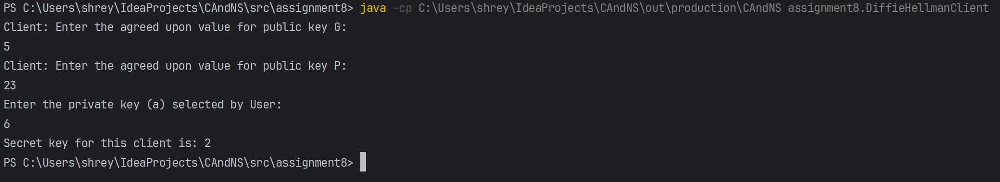 PS C:\Users\shrey\IdeaProjects\CAndNS\src\assignment8> java -cp C:\Users\shrey\IdeaProjects\CAndNS\out\production\CAndNS assignment8.DiffieHellmanClient
Client: Enter the agreed upon value for public key G:
5
Client: Enter the agreed upon value for public key P:
23
Enter the private key (a) selected by User:
6
Secret key for this client is: 2
PS C:\Users\shrey\IdeaProjects\CAndNS\src\assignment8>